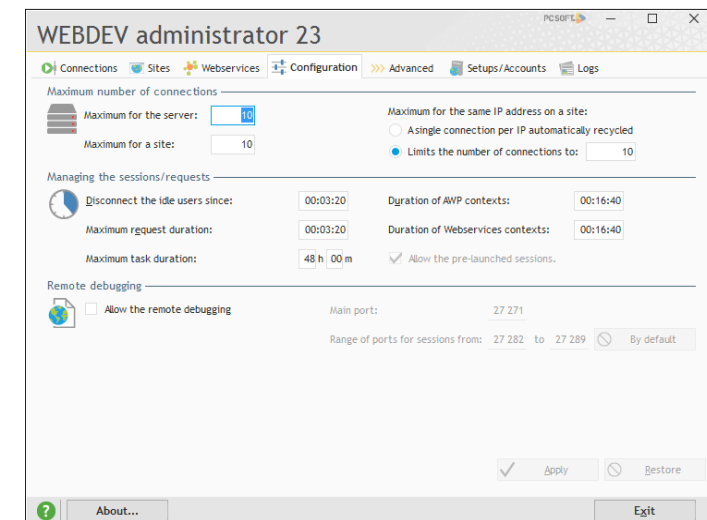 WEBDEV administrator 23
PCSOFT
Connections Sites Webservices Configuration Advanced Setups/Accounts Logs
Maximum number of connections
Maximum for the server: 10
Maximum for a site: 10
Maximum for the same IP address on a site:
A single connection per IP automatically recycled
Limits the number of connections to: 10
Managing the sessions/requests
Disconnect the idle users since: 00:03:20 Duration of AWP contexts: 00:16:40
Maximum request duration: 00:03:20 Duration of Webservices contexts: 00:16:40
Maximum task duration: 48 h 00 m Allow the pre-launched sessions.
Remote debugging
Allow the remote debugging Main port: 27 271
Range of ports for sessions from: 27 282 to 27 289 By default
Apply Restore
? About... Exit